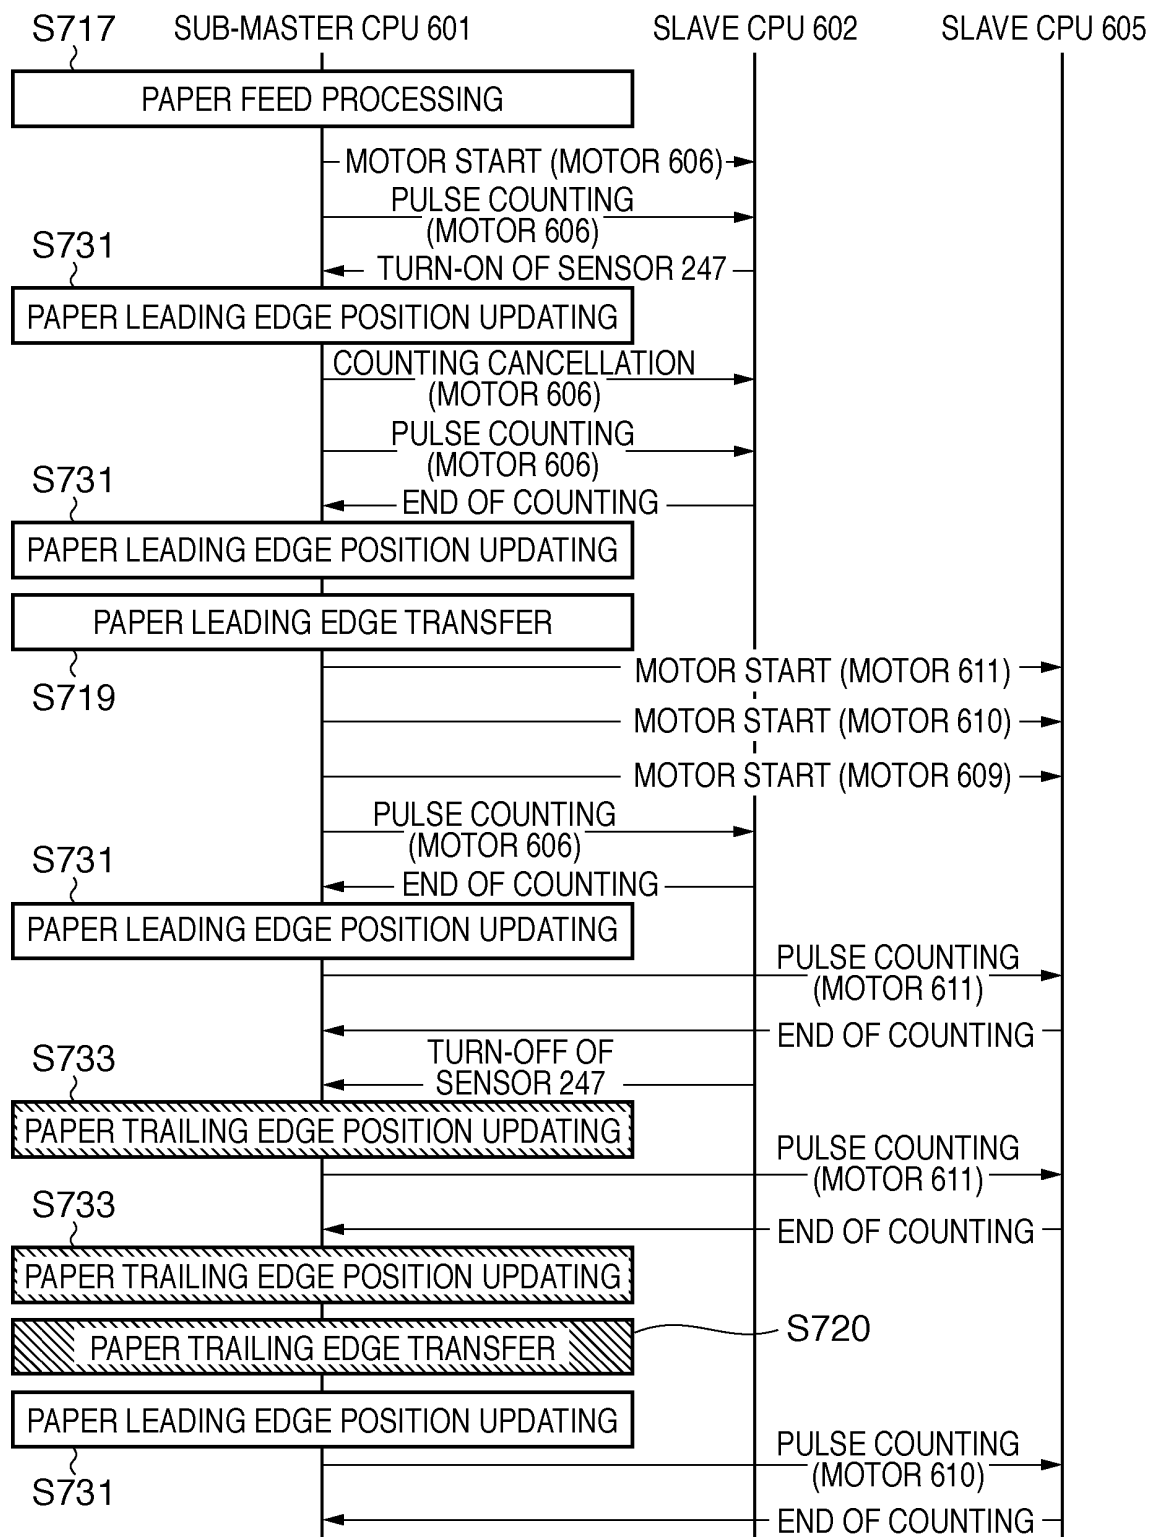 S717 SUB-MASTER CPU 601 SLAVE CPU 602 SLAVE CPU 605
PAPER FEED PROCESSING
MOTOR START (MOTOR 606)
PULSE COUNTING
(MOTOR 606)
S731
TURN-ON OF SENSOR 247
PAPER LEADING EDGE POSITION UPDATING
COUNTING CANCELLATION
(MOTOR 606)
PULSE COUNTING
(MOTOR 606)
S731
END OF COUNTING
PAPER LEADING EDGE POSITION UPDATING
PAPER LEADING EDGE TRANSFER
MOTOR START (MOTOR 611)
S719
MOTOR START (MOTOR 610)
MOTOR START (MOTOR 609)
PULSE COUNTING
(MOTOR 606)
S731
END OF COUNTING
PAPER LEADING EDGE POSITION UPDATING
PULSE COUNTING
(MOTOR 611)
END OF COUNTING
S733
TURN-OFF OF
SENSOR 247
PAPER TRAILING EDGE POSITION UPDATING
PULSE COUNTING
(MOTOR 611)
S733
END OF COUNTING
PAPER TRAILING EDGE POSITION UPDATING
S720
PAPER TRAILING EDGE TRANSFER
PAPER LEADING EDGE POSITION UPDATING
PULSE COUNTING
(MOTOR 610)
S731
END OF COUNTING